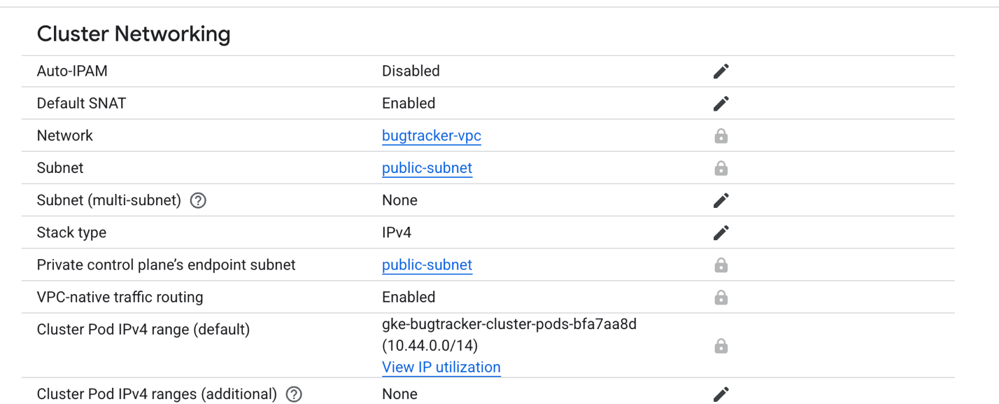 Cluster Networking
Auto-IPAM Disabled
Default SNAT Enabled
Network bugtracker-vpc
Subnet public-subnet
Subnet (multi-subnet) None
Stack type IPv4
Private control plane’s endpoint subnet public-subnet
VPC-native traffic routing Enabled
Cluster Pod IPv4 range (default) gke-bugtracker-cluster-pods-bfa7aa8d
(10.44.0.0/14)
View IP utilization
Cluster Pod IPv4 ranges (additional) None